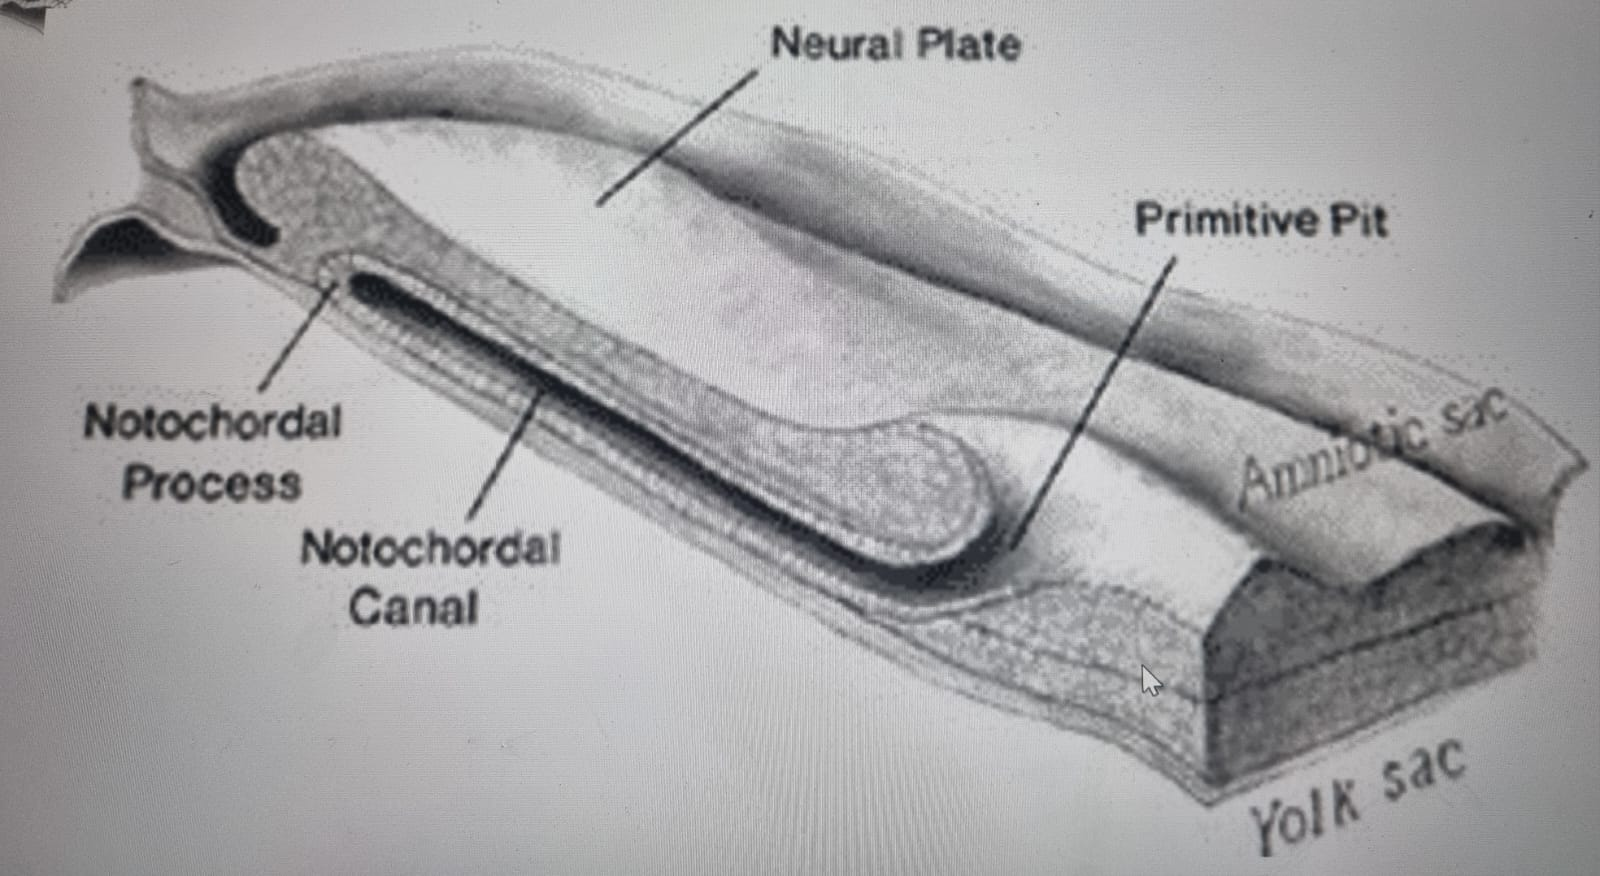 Neural Plate
Primitive Pit
Notochordal
Process
Notochordal
Canal
Amniotic sac
Yolk sac